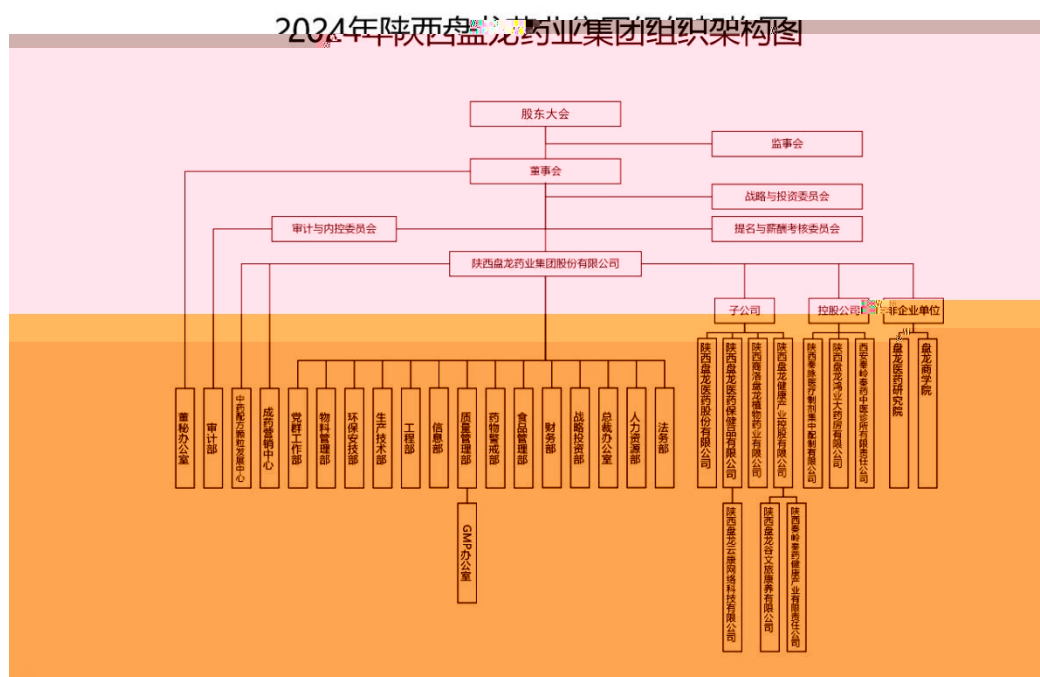 2024年陕西盘龙药业集团组织架构图
股东大会
监事会
董事会
战略与投资委员会
审计与内控委员会
提名与薪酬考核委员会
陕西盘龙药业集团股份有限公司
子公司
控股公司
非企业单位
董秘办公室
审计部
中药配方颗粒发展中心
成药营销中心
党群工作部
物料管理部
环保安技部
生产技术部
工程部
信息部
质量管理部
药物警戒部
食品管理部
财务部
战略投资部
总裁办公室
人力资源部
法务部
陕西盘龙医药股份有限公司
陕西盘龙医药保健品有限公司
陕西商洛盘龙植物药业有限公司
陕西盘龙健康产业控股有限公司
陕西秦脉医疗制剂集中配制有限公司
陕西盘龙鸿业大药房有限公司
西安秦岭秦药中医诊所有限责任公司
盘龙医药研究院
盘龙商学院
GMP办公室
陕西盘龙云康网络科技有限公司
陕西盘龙谷文旅康养有限公司
陕西秦岭秦药健康产业有限责任公司